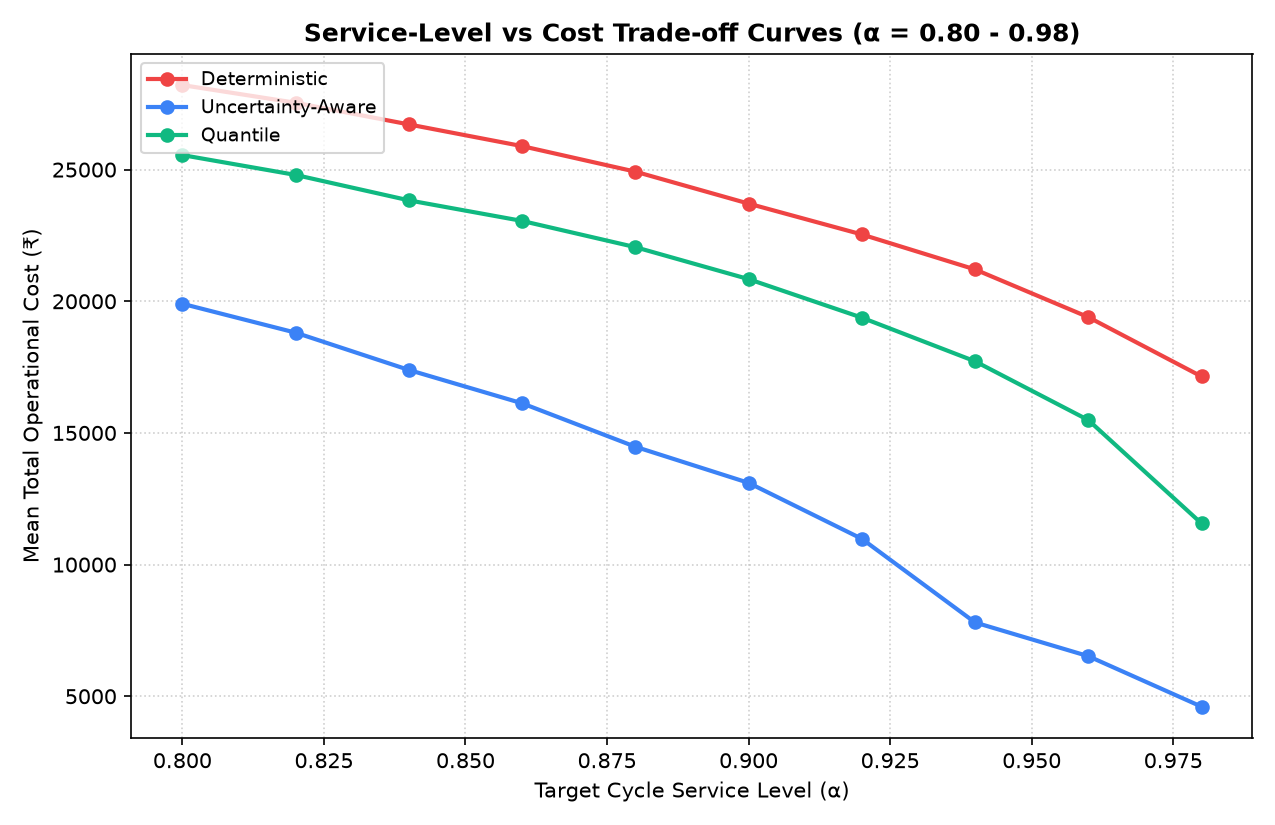 Service-Level vs Cost Trade-off Curves (α = 0.80 - 0.98)
Deterministic
Uncertainty-Aware
Quantile
Mean Total Operational Cost (₹)
25000
20000
15000
10000
5000
0.800 0.825 0.850 0.875 0.900 0.925 0.950 0.975
Target Cycle Service Level (α)